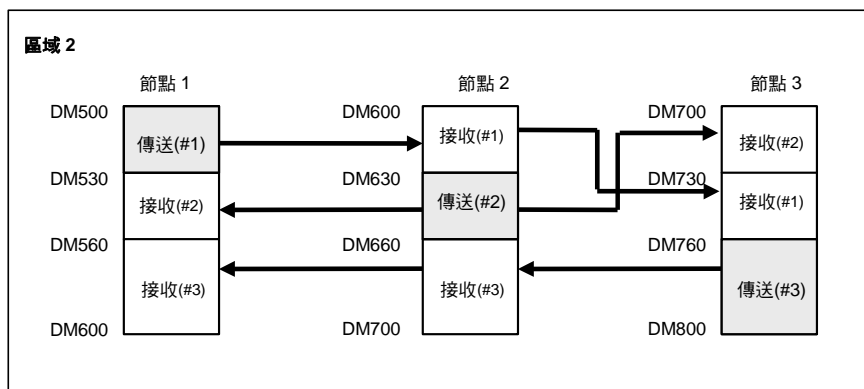 區域 2
節點 1
節點 2
節點 3
DM500
DM600
DM700
傳送(#1)
接收(#1)
接收(#2)
DM530
DM630
DM730
接收(#2)
傳送(#2)
接收(#1)
DM560
DM660
DM760
接收(#3)
接收(#3)
傳送(#3)
DM600
DM700
DM800